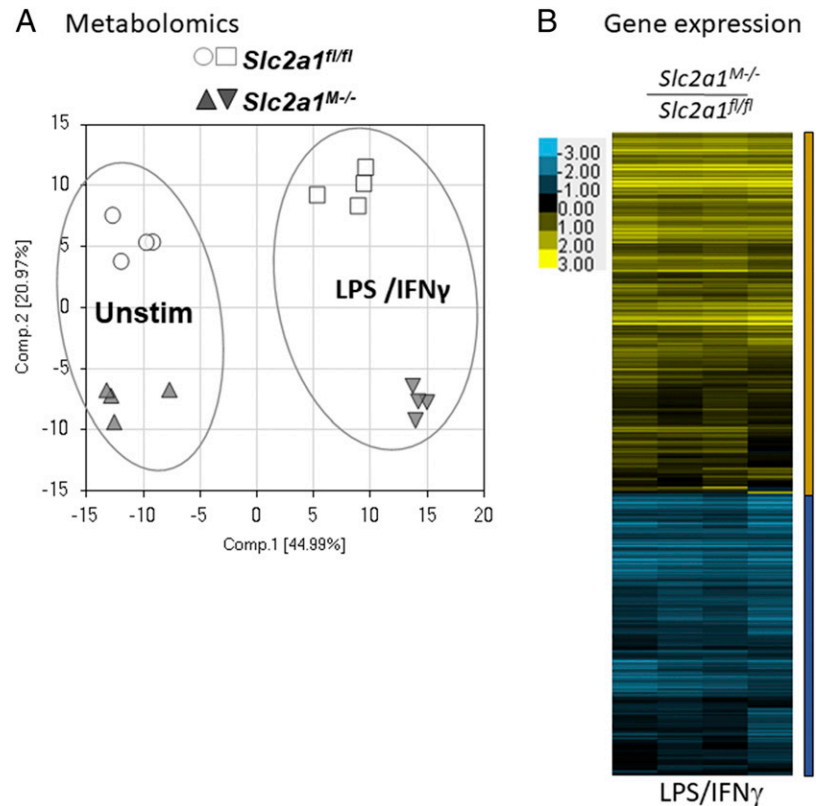 A Metabolomics
Slc2a1fl/fl
Slc2a1M-/-
15
10
5
0
-5
-10
-15
Comp.2 [20.97%]
Unstim
LPS /IFNγ
-15 -10 -5 0 5 10 15 20
Comp.1 [44.99%]
B Gene expression
Slc2a1M-/-
Slc2a1fl/fl
-3.00
-2.00
-1.00
0.00
1.00
2.00
3.00
LPS/IFNγ